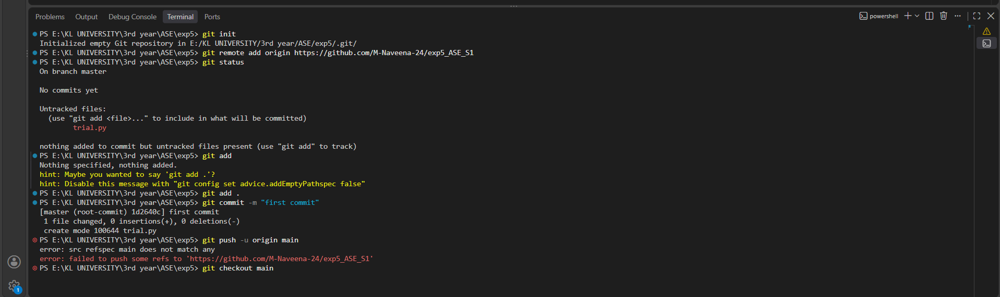 Problems Output Debug Console Terminal Ports powershell
PS E:\KL UNIVERSITY\3rd year\ASE\exp5> git init
Initialized empty Git repository in E:/KL UNIVERSITY/3rd year/ASE/exp5/.git/
PS E:\KL UNIVERSITY\3rd year\ASE\exp5> git remote add origin https://github.com/M-Naveena-24/exp5_ASE_S1
PS E:\KL UNIVERSITY\3rd year\ASE\exp5> git status
On branch master
No commits yet
Untracked files:
(use "git add <file>..." to include in what will be committed)
trial.py
nothing added to commit but untracked files present (use "git add" to track)
PS E:\KL UNIVERSITY\3rd year\ASE\exp5> git add
Nothing specified, nothing added.
hint: Maybe you wanted to say 'git add .'?
hint: Disable this message with "git config set advice.addEmptyPathspec false"
PS E:\KL UNIVERSITY\3rd year\ASE\exp5> git add .
PS E:\KL UNIVERSITY\3rd year\ASE\exp5> git commit -m "first commit"
[master (root-commit) 1d2640c] first commit
1 file changed, 0 insertions(+), 0 deletions(-)
create mode 100644 trial.py
PS E:\KL UNIVERSITY\3rd year\ASE\exp5> git push -u origin main
error: src refspec main does not match any
error: failed to push some refs to 'https://github.com/M-Naveena-24/exp5_ASE_S1'
PS E:\KL UNIVERSITY\3rd year\ASE\exp5> git checkout main
1